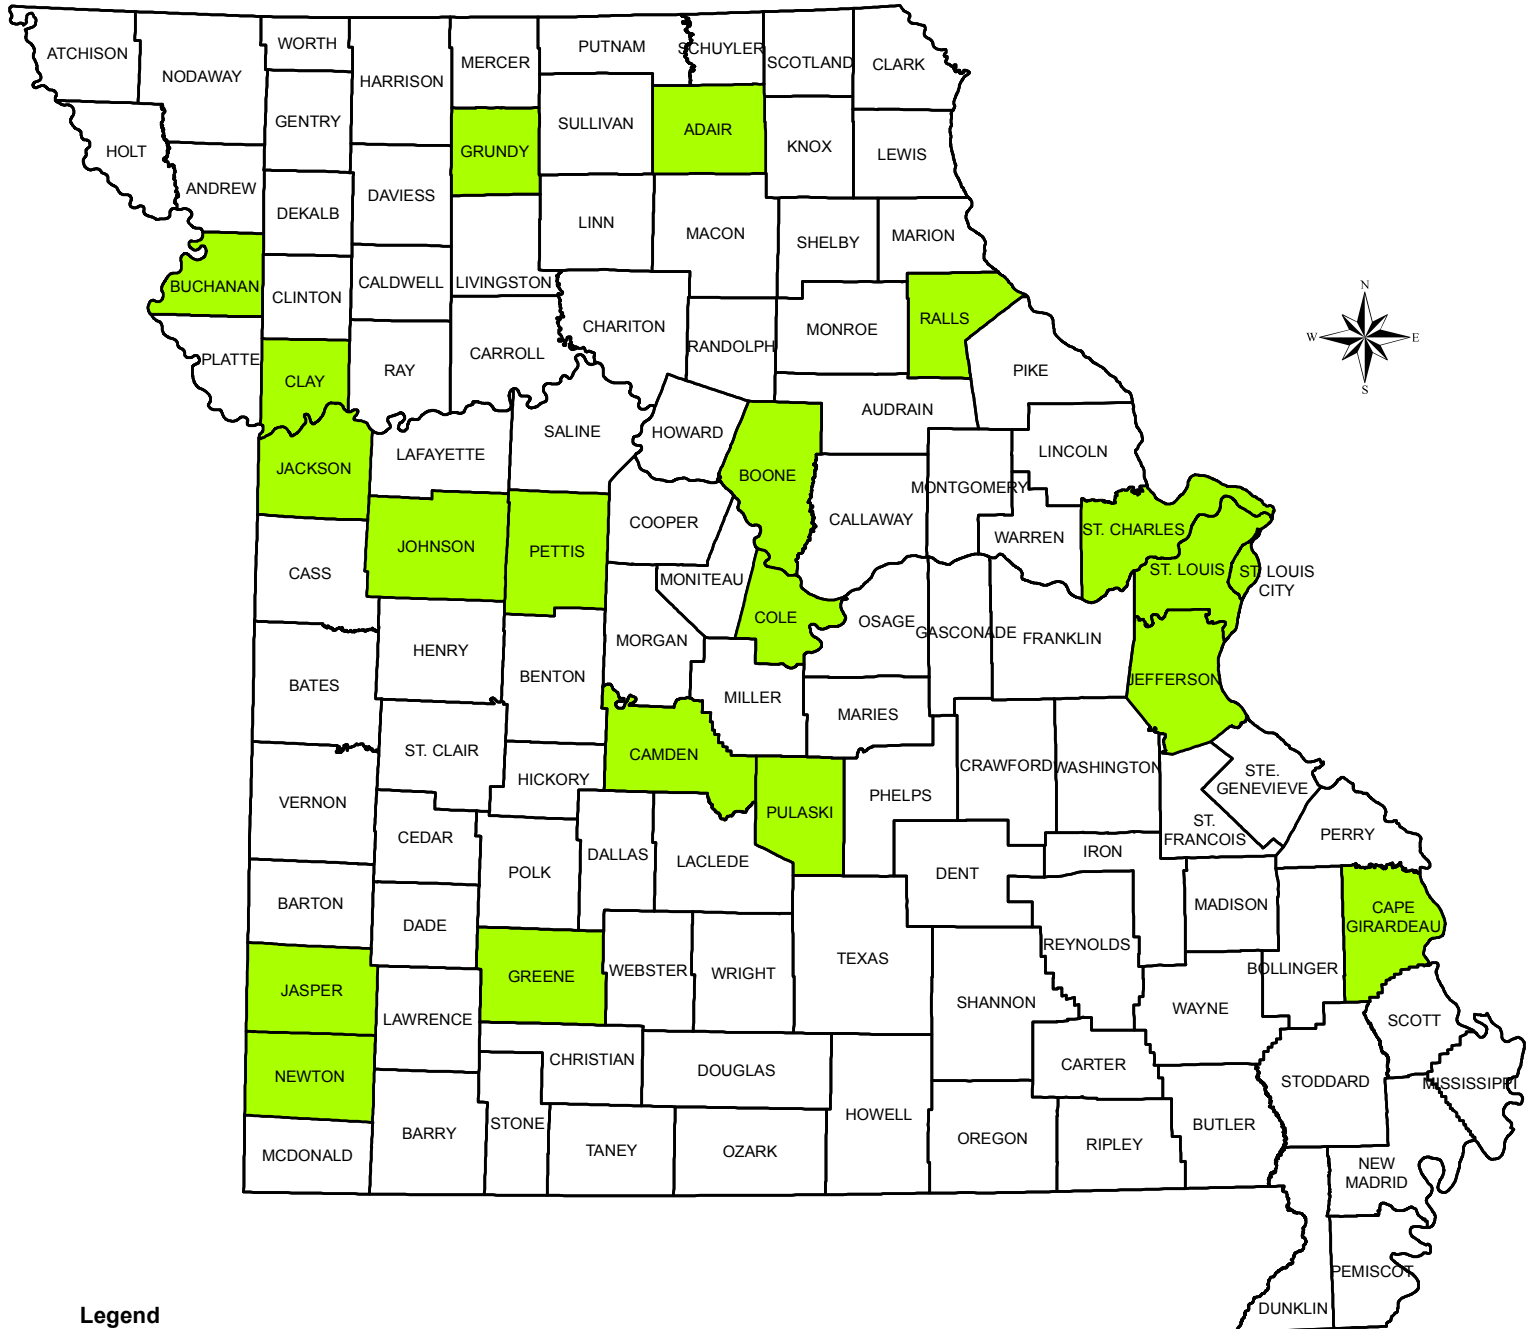 ATCHISON
NODAWAY
WORTH
HARRISON
MERCER
PUTNAM
SCHUYLER
SCOTLAND
CLARK
HOLT
GENTRY
GRUNDY
SULLIVAN
ADAIR
KNOX
LEWIS
ANDREW
DEKALB
DAVIESS
LINN
MACON
SHELBY
MARION
BUCHANAN
CLINTON
CALDWELL
LIVINGSTON
CHARITON
RANDOLPH
MONROE
RALLS
N
W
E
S
PLATTE
CLAY
RAY
CARROLL
PIKE
AUDRAIN
SALINE
HOWARD
BOONE
LINCOLN
JACKSON
LAFAYETTE
MONTGOMERY
COOPER
CALLAWAY
WARREN
ST. CHARLES
JOHNSON
PETTIS
CASS
MONITEAU
ST. LOUIS
ST. LOUIS
CITY
COLE
OSAGE
GASCONADE
FRANKLIN
HENRY
MORGAN
BATES
BENTON
MILLER
JEFFERSON
MARIES
ST. CLAIR
CAMDEN
HICKORY
CRAWFORD
WASHINGTON
STE.
GENEVIEVE
VERNON
PHELPS
PULASKI
CEDAR
DALLAS
LACLEDE
ST.
FRANCOIS
PERRY
POLK
DENT
IRON
BARTON
DADE
MADISON
CAPE
GIRARDEAU
REYNOLDS
GREENE
WEBSTER
WRIGHT
TEXAS
BOLLINGER
JASPER
LAWRENCE
SHANNON
WAYNE
SCOTT
NEWTON
CHRISTIAN
DOUGLAS
CARTER
STODDARD
MISSISSIPPI
BARRY
STONE
HOWELL
OREGON
RIPLEY
BUTLER
MCDONALD
TANEY
OZARK
NEW
MADRID
PEMISCOT
DUNKLIN
Legend